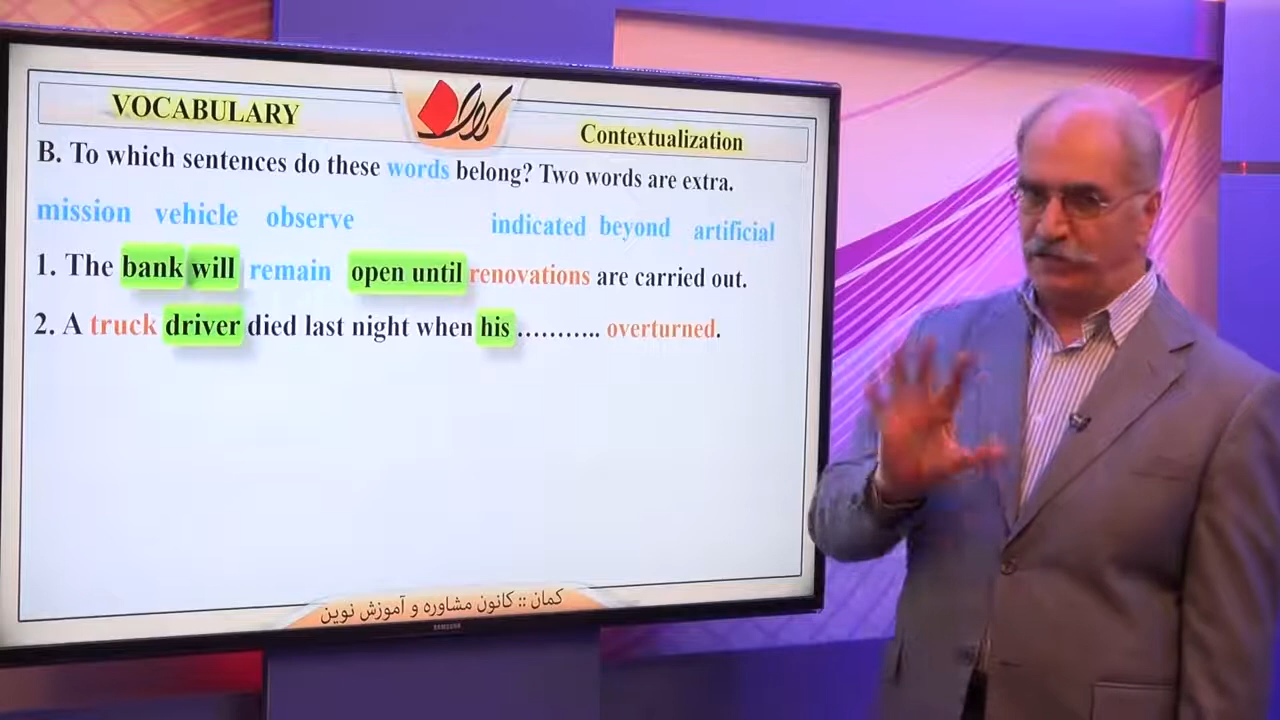 VOCABULARY
کمان
Contextualization
B. To which sentences do these words belong? Two words are extra.
mission vehicle observe indicated beyond artificial
1. The bank will remain open until renovations are carried out.
2. A truck driver died last night when his ........... overturned.
کمان :: کانون مشاوره و آموزش نوین
SAMSUNG